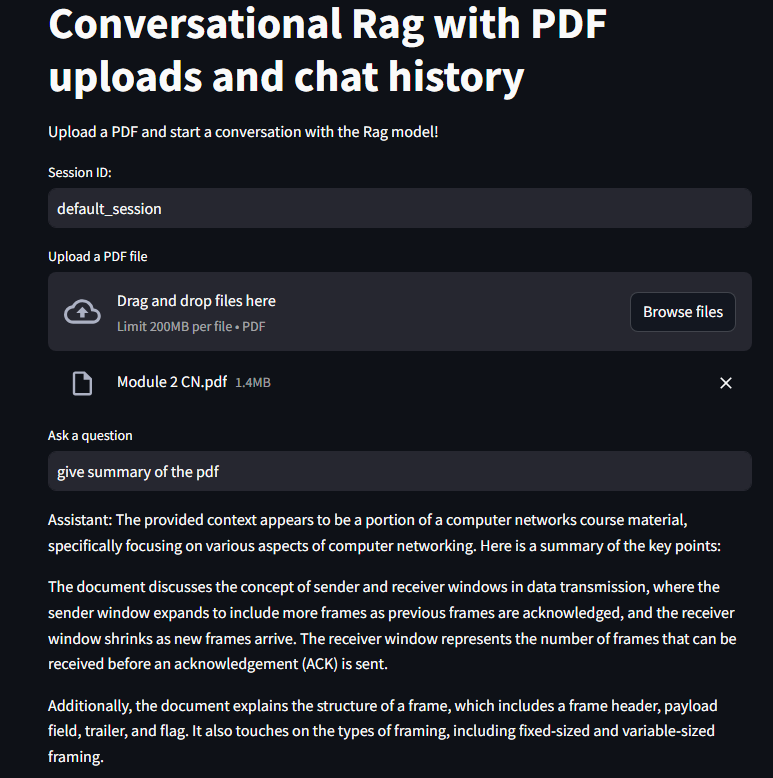 Conversational Rag with PDF
uploads and chat history
Upload a PDF and start a conversation with the Rag model!
Session ID:
default_session
Upload a PDF file
Drag and drop files here
Limit 200MB per file • PDF
Browse files
Module 2 CN.pdf 1.4MB
Ask a question
give summary of the pdf
Assistant: The provided context appears to be a portion of a computer networks course material,
specifically focusing on various aspects of computer networking. Here is a summary of the key points:
The document discusses the concept of sender and receiver windows in data transmission, where the
sender window expands to include more frames as previous frames are acknowledged, and the receiver
window shrinks as new frames arrive. The receiver window represents the number of frames that can be
received before an acknowledgement (ACK) is sent.
Additionally, the document explains the structure of a frame, which includes a frame header, payload
field, trailer, and flag. It also touches on the types of framing, including fixed-sized and variable-sized
framing.